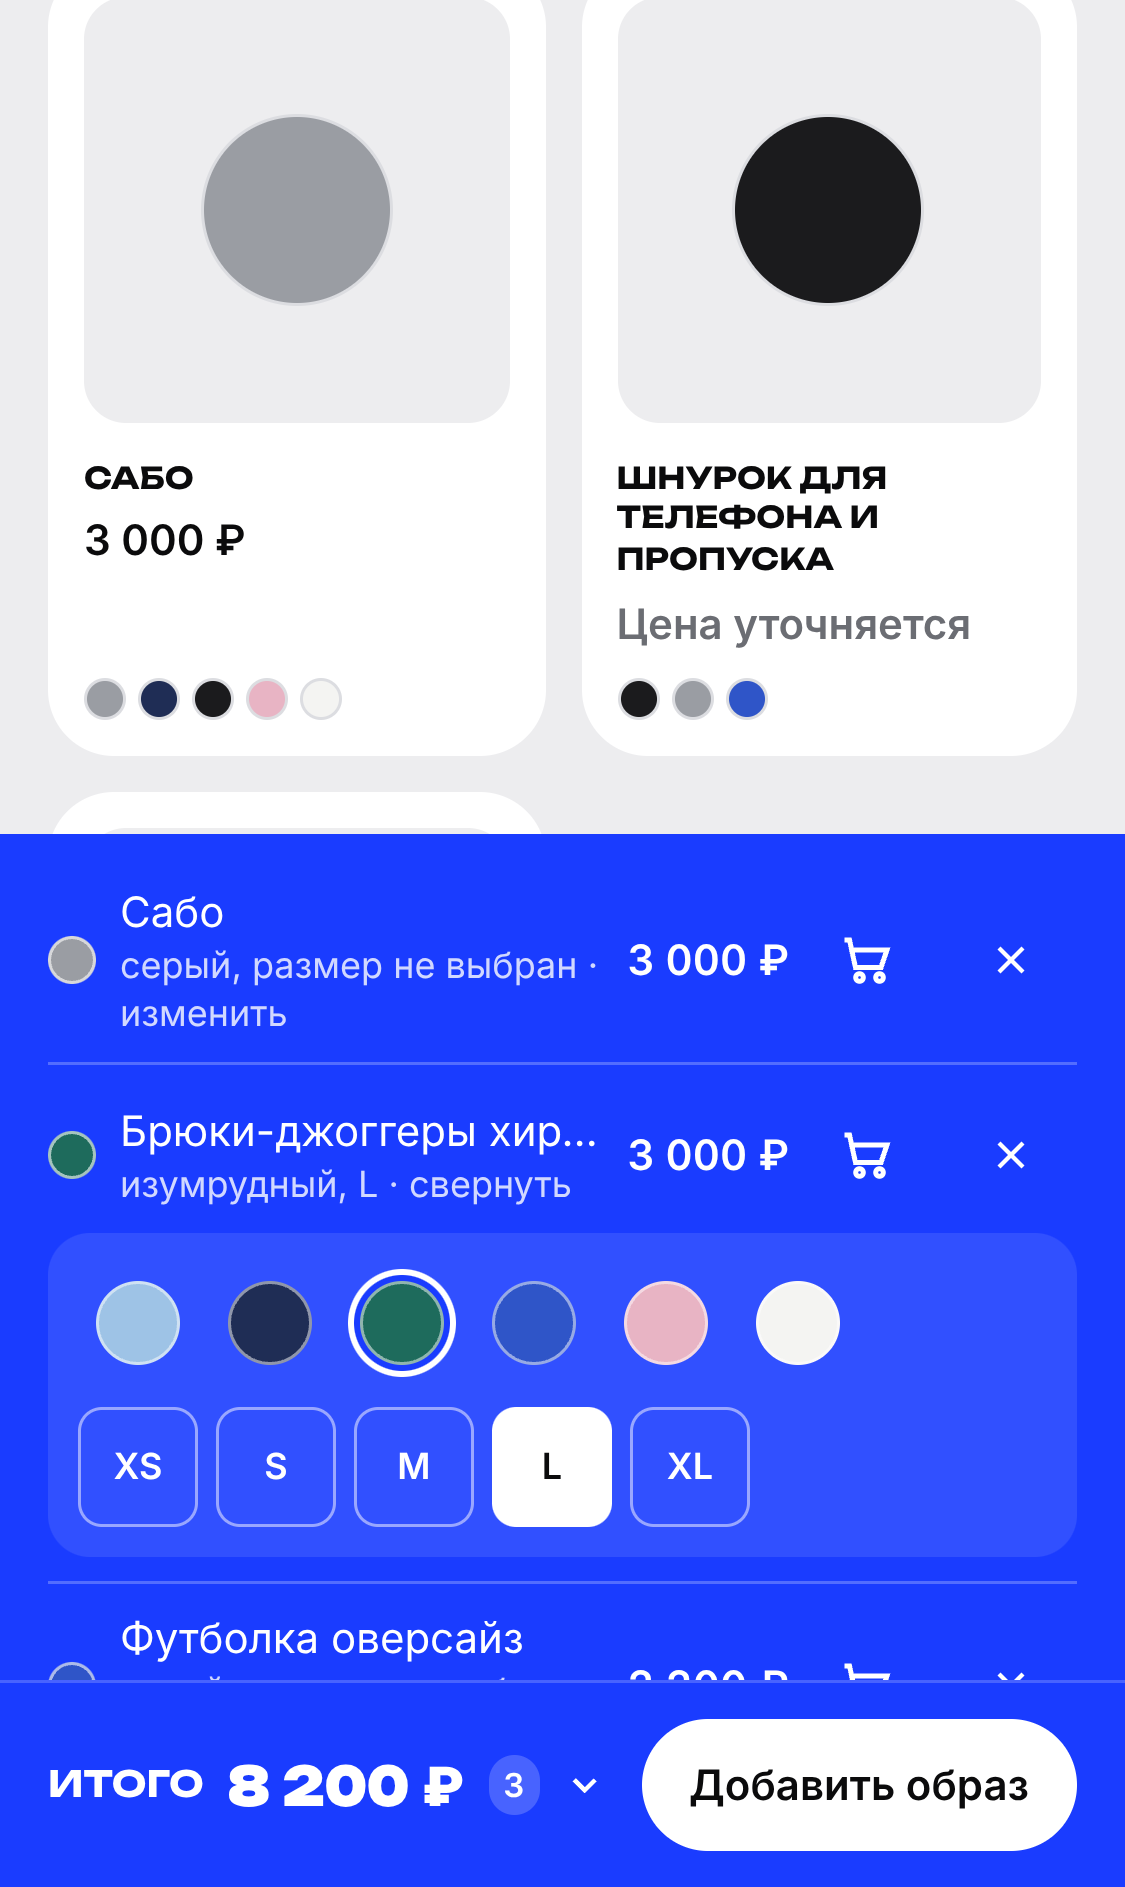 САБО
3 000 ₽
ШНУРОК ДЛЯ
ТЕЛЕФОНА И
ПРОПУСКА
Цена уточняется
Сабо
серый, размер не выбран ·
изменить
3 000 ₽
Брюки-джоггеры хир...
изумрудный, L · свернуть
3 000 ₽
XS
S
M
L
XL
Футболка оверсайз
ИТОГО 8 200 ₽ 3
Добавить образ